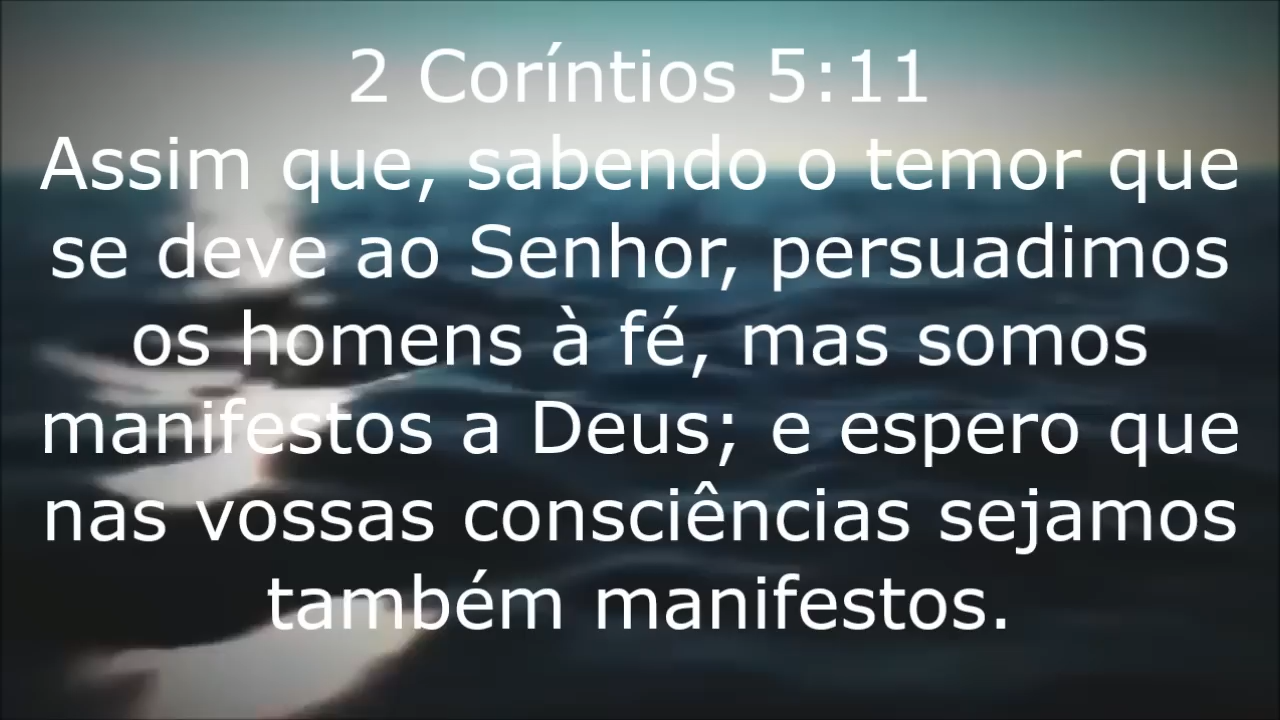 2 Coríntios 5:11
Assim que, sabendo o temor que
se deve ao Senhor, persuadimos
os homens à fé, mas somos
manifestos a Deus; e espero que
nas vossas consciências sejamos
também manifestos.